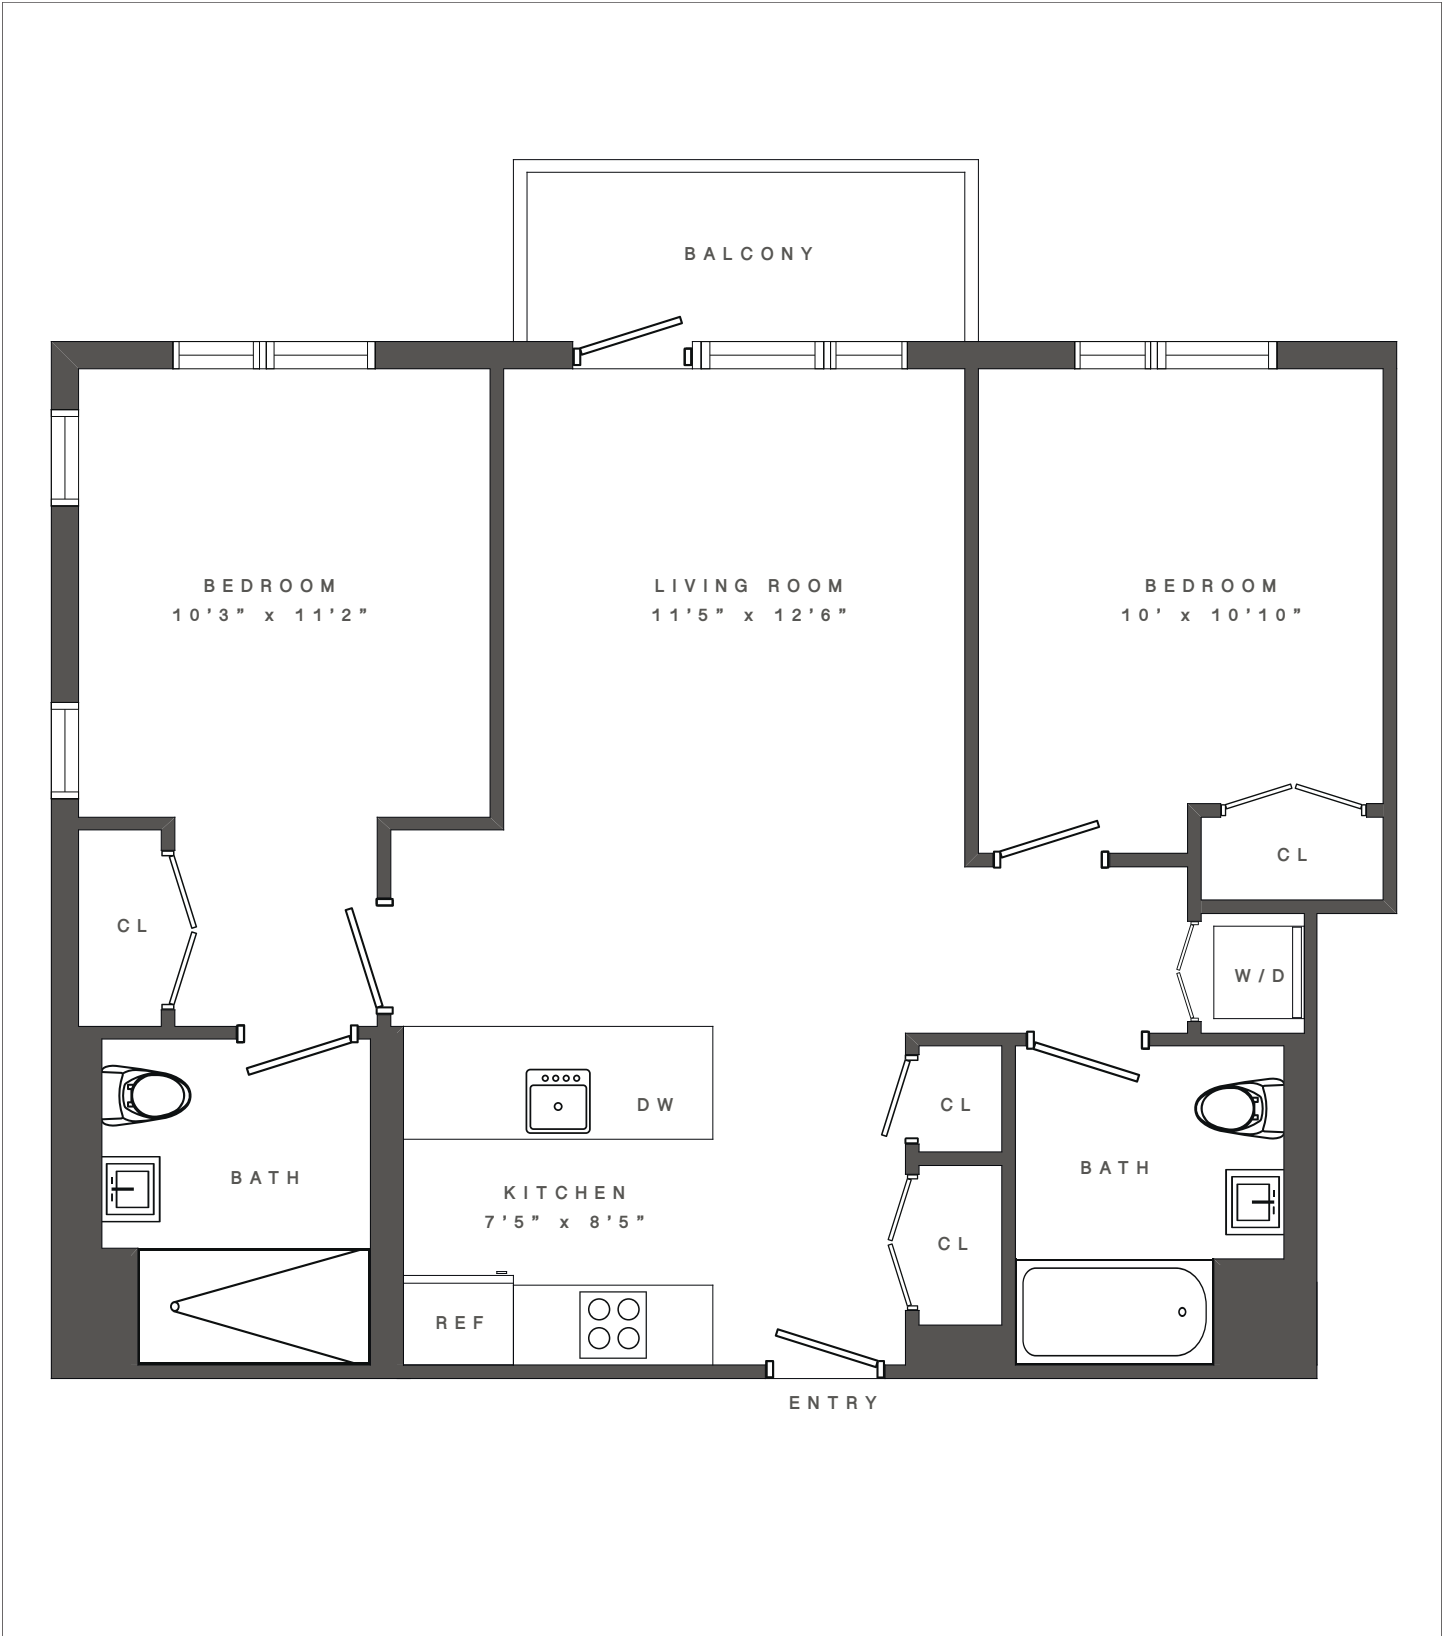 BALCONY
BEDROOM
10’3” x 11’2”
LIVING ROOM
11’5” x 12’6”
BEDROOM
10’ x 10’10”
CL
CL
W/D
DW
CL
BATH
BATH
KITCHEN
7’5” x 8’5”
CL
REF
ENTRY